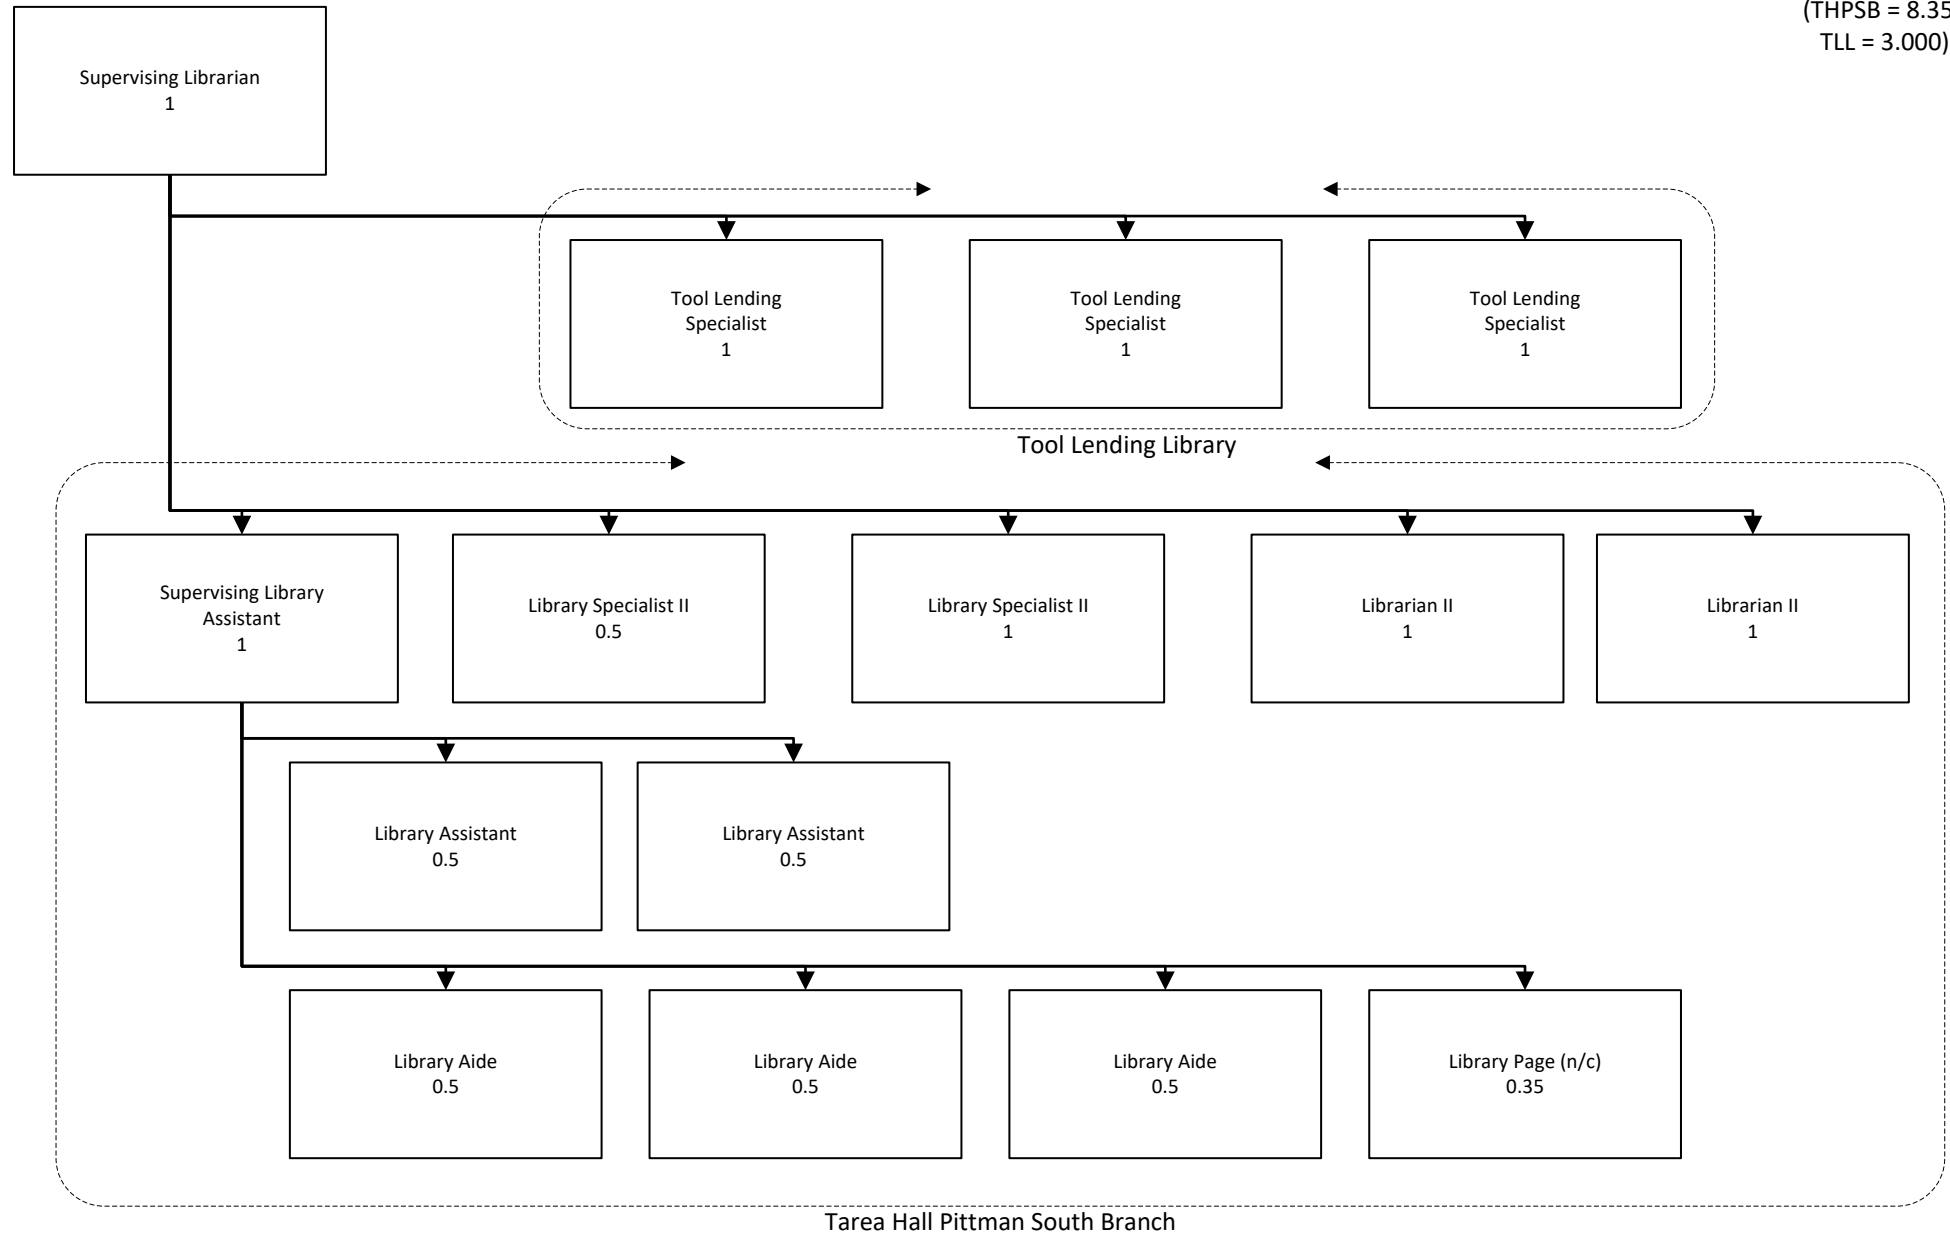 (THPSB = 8.35
TLL = 3.000)
Supervising Librarian
1
Tool Lending
Specialist
1
Tool Lending
Specialist
1
Tool Lending
Specialist
1
Tool Lending Library
Supervising Library
Assistant
1
Library Specialist II
0.5
Library Specialist II
1
Librarian II
1
Librarian II
1
Library Assistant
0.5
Library Assistant
0.5
Library Aide
0.5
Library Aide
0.5
Library Aide
0.5
Library Page (n/c)
0.35
Tarea Hall Pittman South Branch